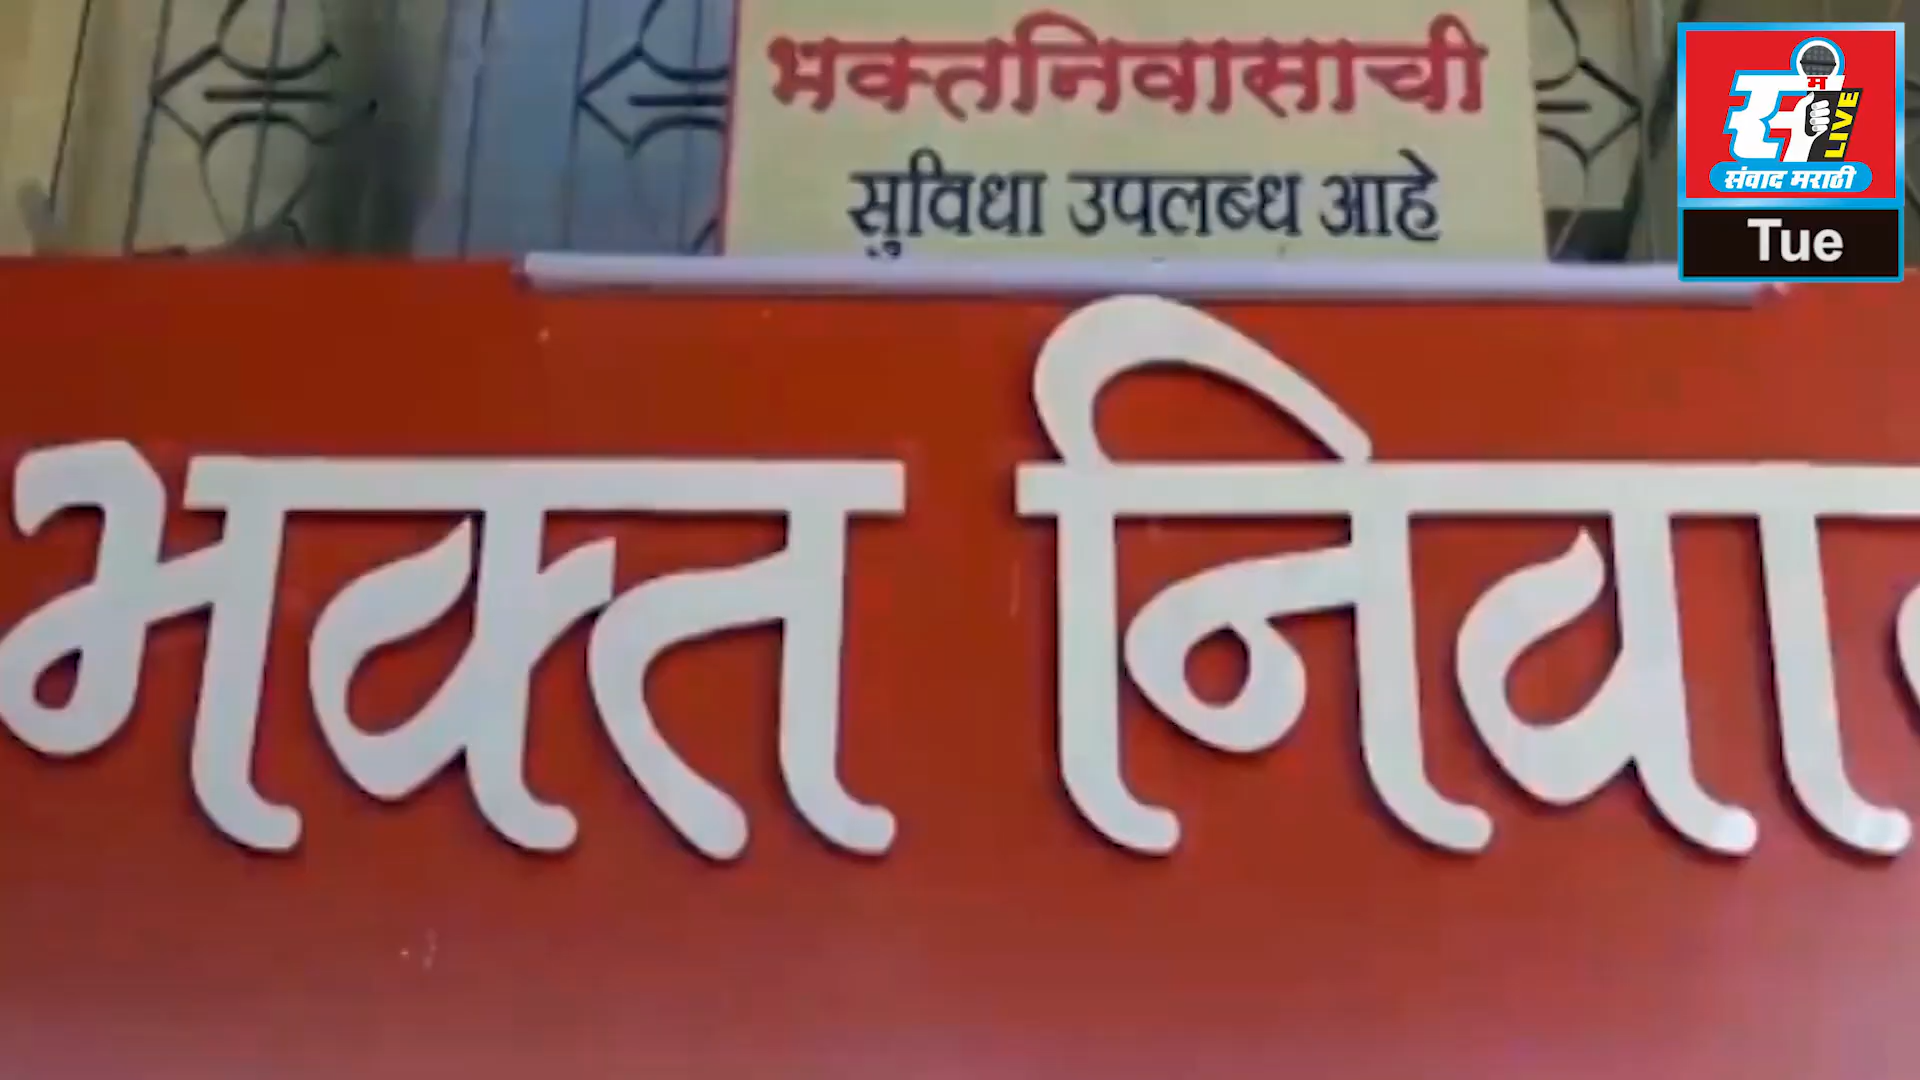 भक्तनिवासाची
सुविधा उपलब्ध आहे
भक्त निवा
स म
LIVE
संवाद मराठी
Tue